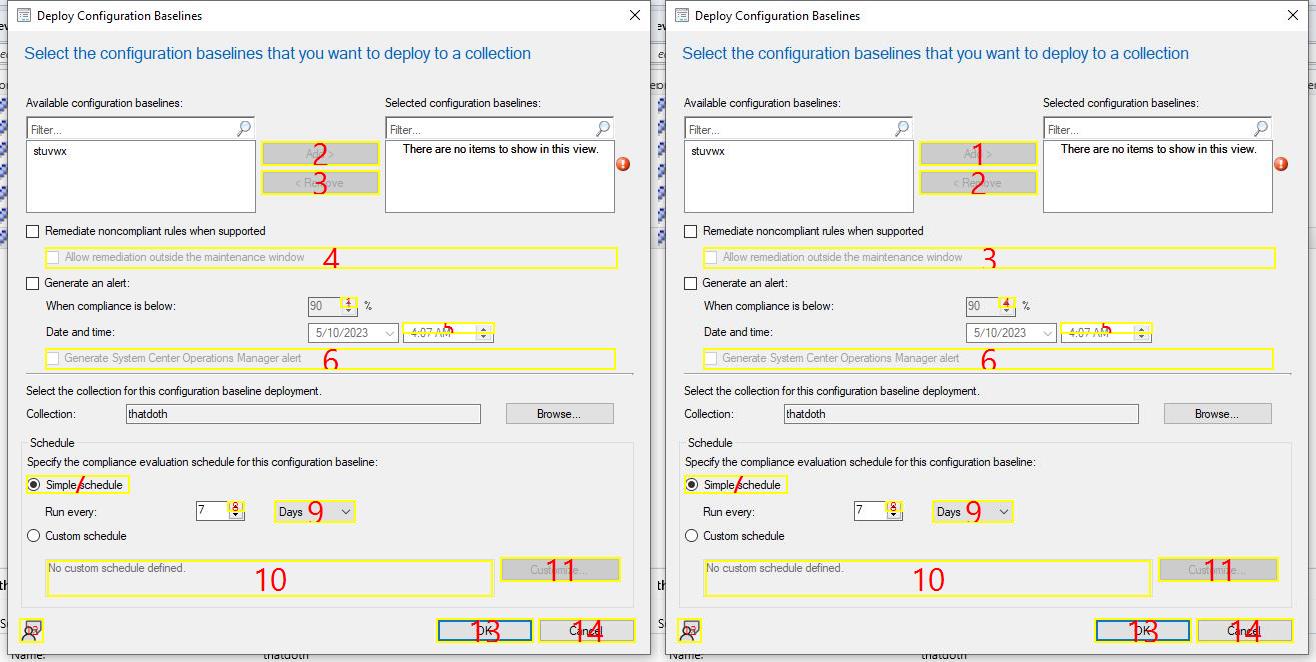 Deploy Configuration Baselines
Select the configuration baselines that you want to deploy to a collection
Available configuration baselines:
Selected configuration baselines:
Filter...
Filter...
stuvwx
There are no items to show in this view.
2
Add >
3
< Remove
Remediate noncompliant rules when supported
Allow remediation outside the maintenance window
4
Generate an alert:
When compliance is below:
90
1
%
Date and time:
5/10/2023
4:07 AM
5
Generate System Center Operations Manager alert
6
Select the collection for this configuration baseline deployment.
Collection:
thatdoth
Browse...
Schedule
Specify the compliance evaluation schedule for this configuration baseline:
Simple schedule
7
Run every:
7
8
Days
9
Custom schedule
No custom schedule defined.
10
Customize...
11
OK
13
Cancel
14
Name:
thatdoth
Deploy Configuration Baselines
Select the configuration baselines that you want to deploy to a collection
Available configuration baselines:
Selected configuration baselines:
Filter...
Filter...
stuvwx
There are no items to show in this view.
1
Add >
2
< Remove
Remediate noncompliant rules when supported
Allow remediation outside the maintenance window
3
Generate an alert:
When compliance is below:
90
4
%
Date and time:
5/10/2023
4:07 AM
5
Generate System Center Operations Manager alert
6
Select the collection for this configuration baseline deployment.
Collection:
thatdoth
Browse...
Schedule
Specify the compliance evaluation schedule for this configuration baseline:
Simple schedule
7
Run every:
7
8
Days
9
Custom schedule
No custom schedule defined.
10
Customize...
11
OK
13
Cancel
14
Name:
thatdoth